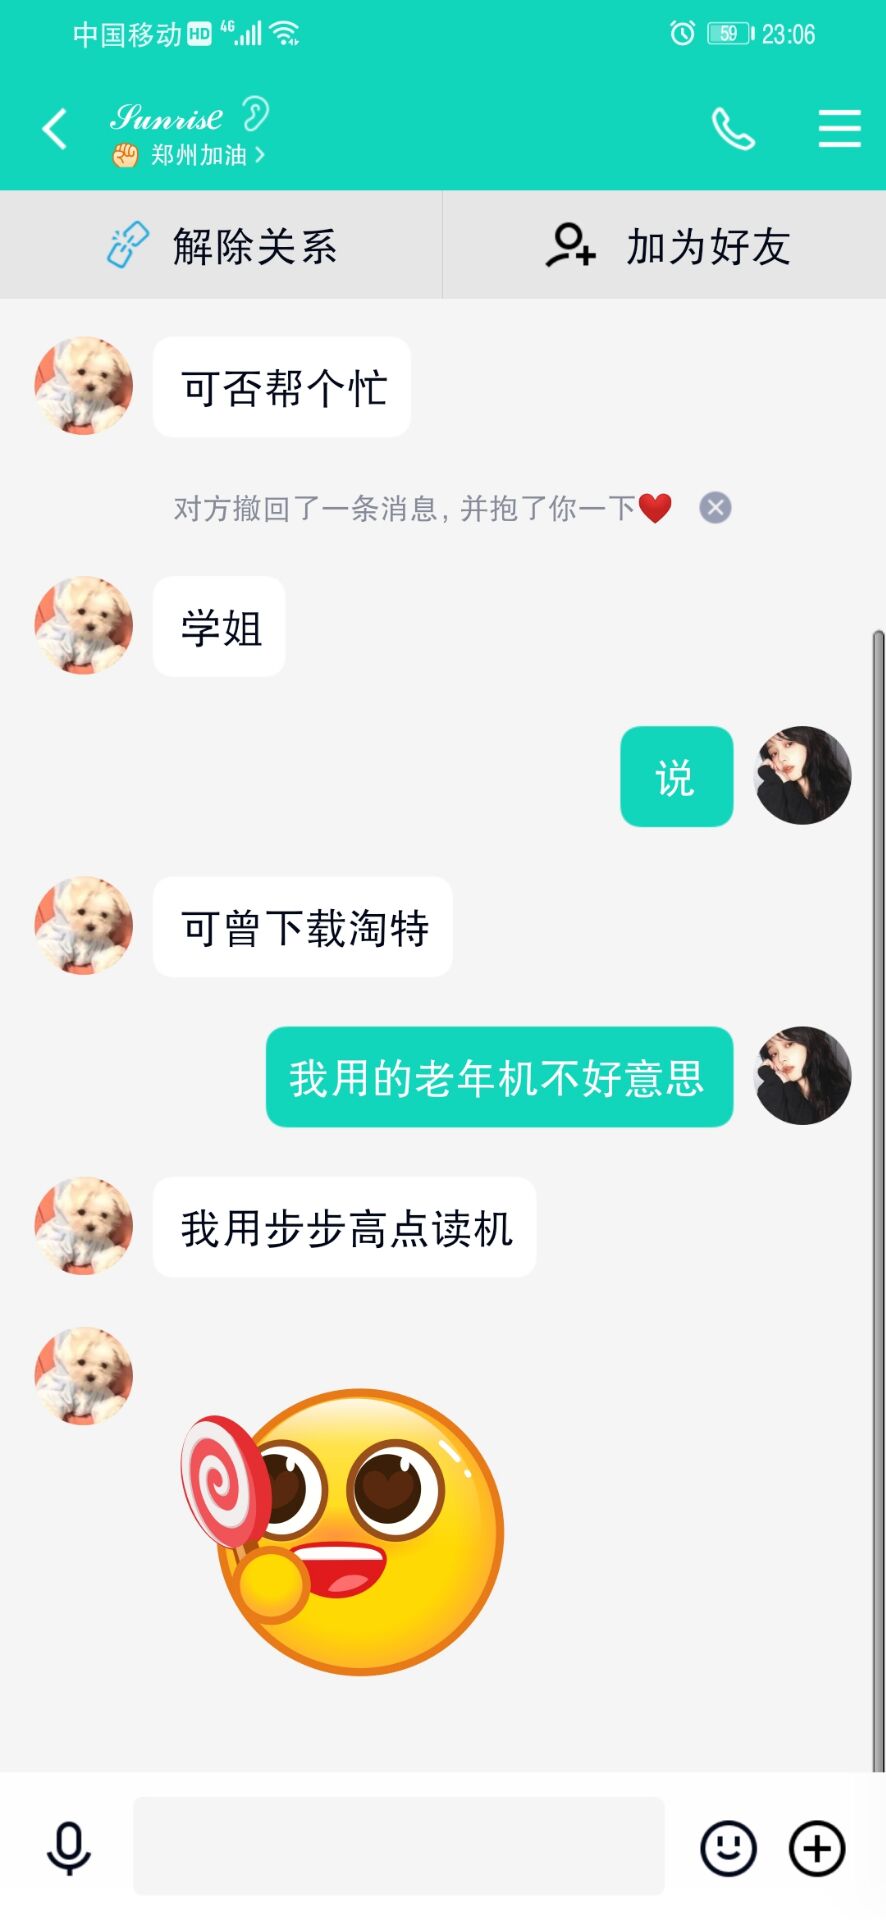 中国移动 HD 4G 59 23:06
Sunrise
郑州加油
解除关系 加为好友
可否帮个忙
对方撤回了一条消息, 并抱了你一下
学姐
说
可曾下载淘特
我用的老年机不好意思
我用步步高点读机